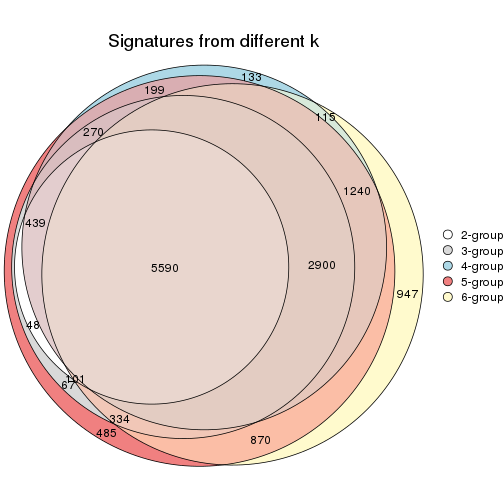 Signatures from different k
133
199
115
270
1240
439
2-group
3-group
5590
2900
4-group
5-group
947
6-group
48
101
67
334
485
870